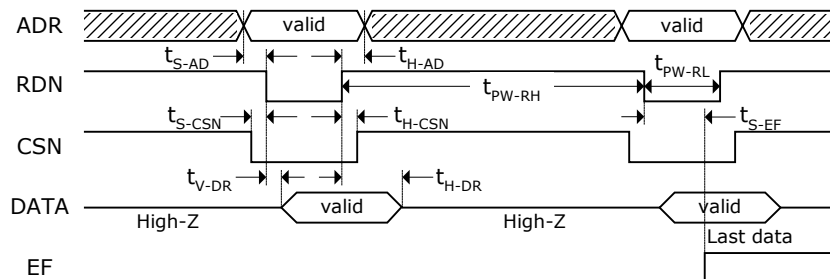 ADR valid valid
t_S-AD t_H-AD
RDN t_PW-RH t_PW-RL
t_S-CSN t_H-CSN t_S-EF
CSN
t_V-DR t_H-DR
DATA valid valid
High-Z High-Z
Last data
EF